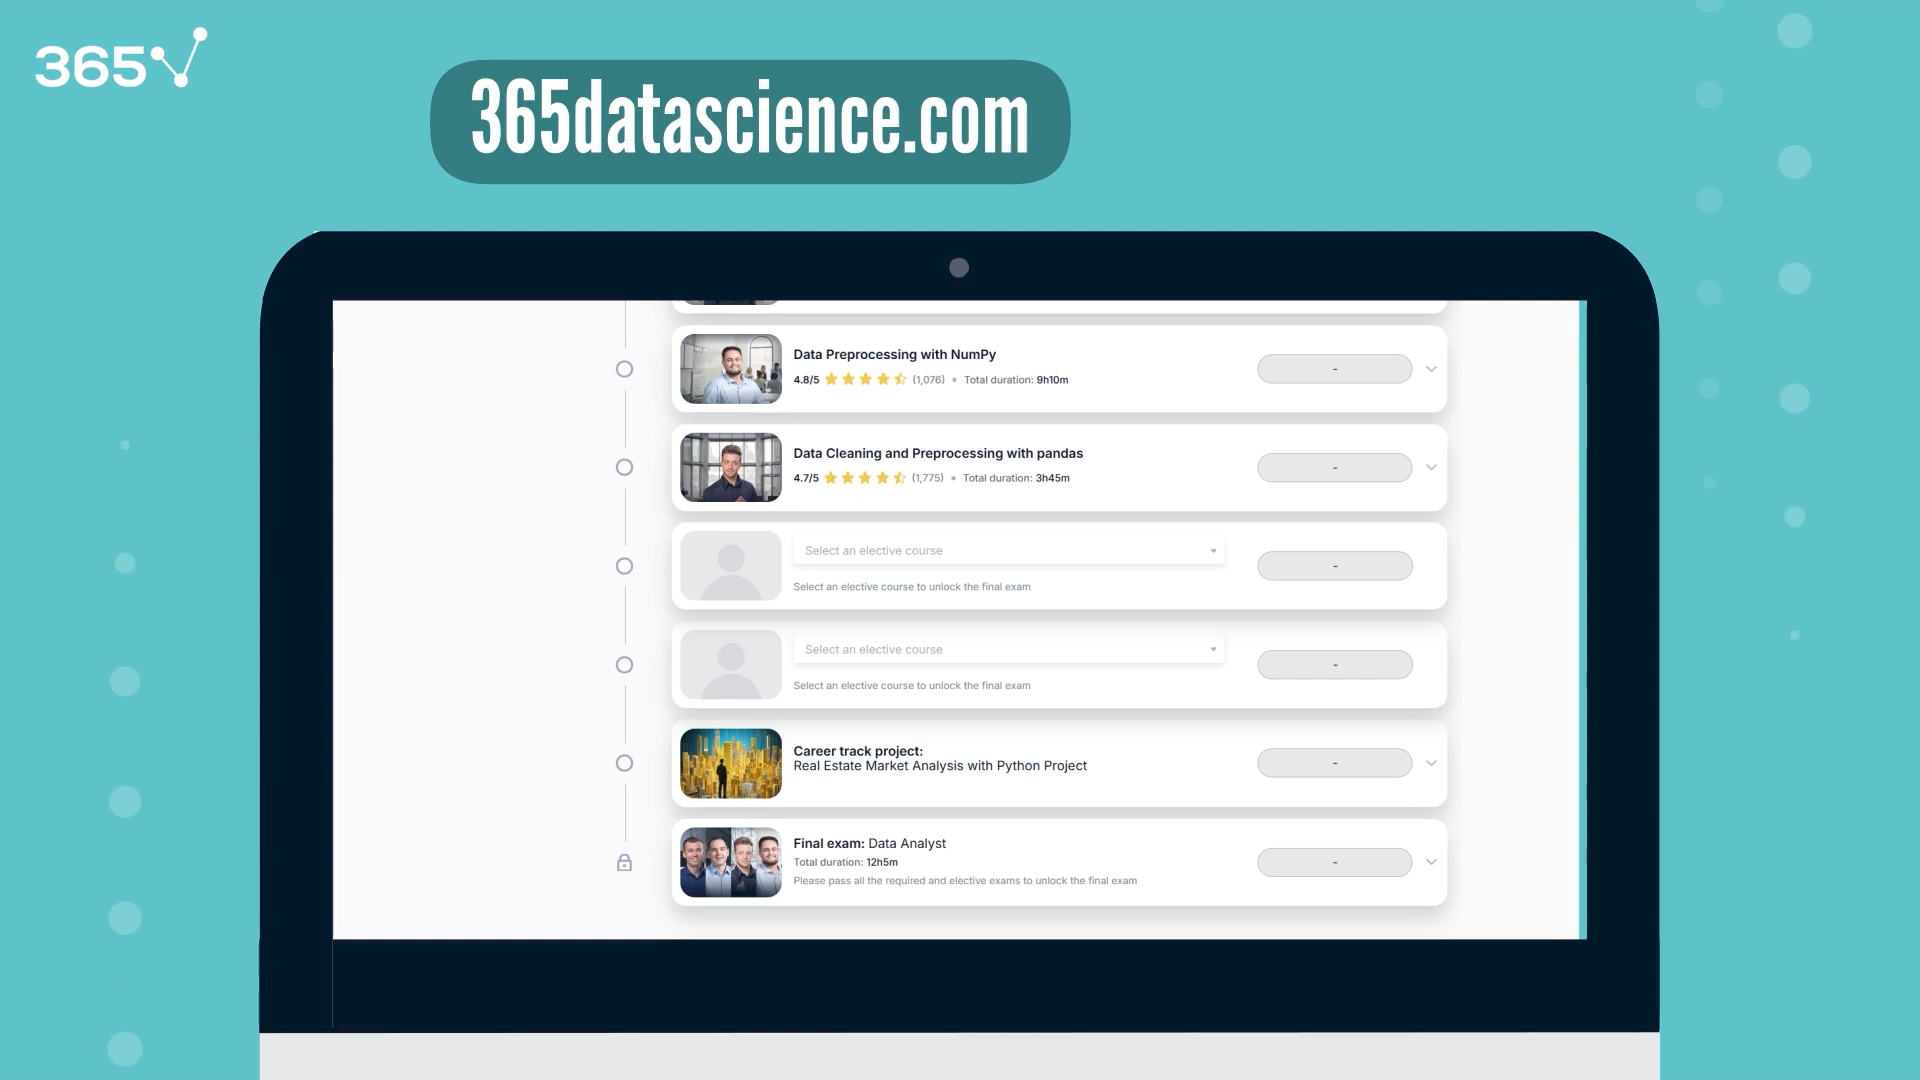 365
365datascience.com
Data Preprocessing with NumPy
-
4.8/5 (1,076) • Total duration: 9h10m
Data Cleaning and Preprocessing with pandas
-
4.7/5 (1,775) • Total duration: 3h45m
Select an elective course
-
Select an elective course to unlock the final exam
Select an elective course
-
Select an elective course to unlock the final exam
Career track project:
-
Real Estate Market Analysis with Python Project
Final exam: Data Analyst
Total duration: 12h5m
-
Please pass all the required and elective exams to unlock the final exam